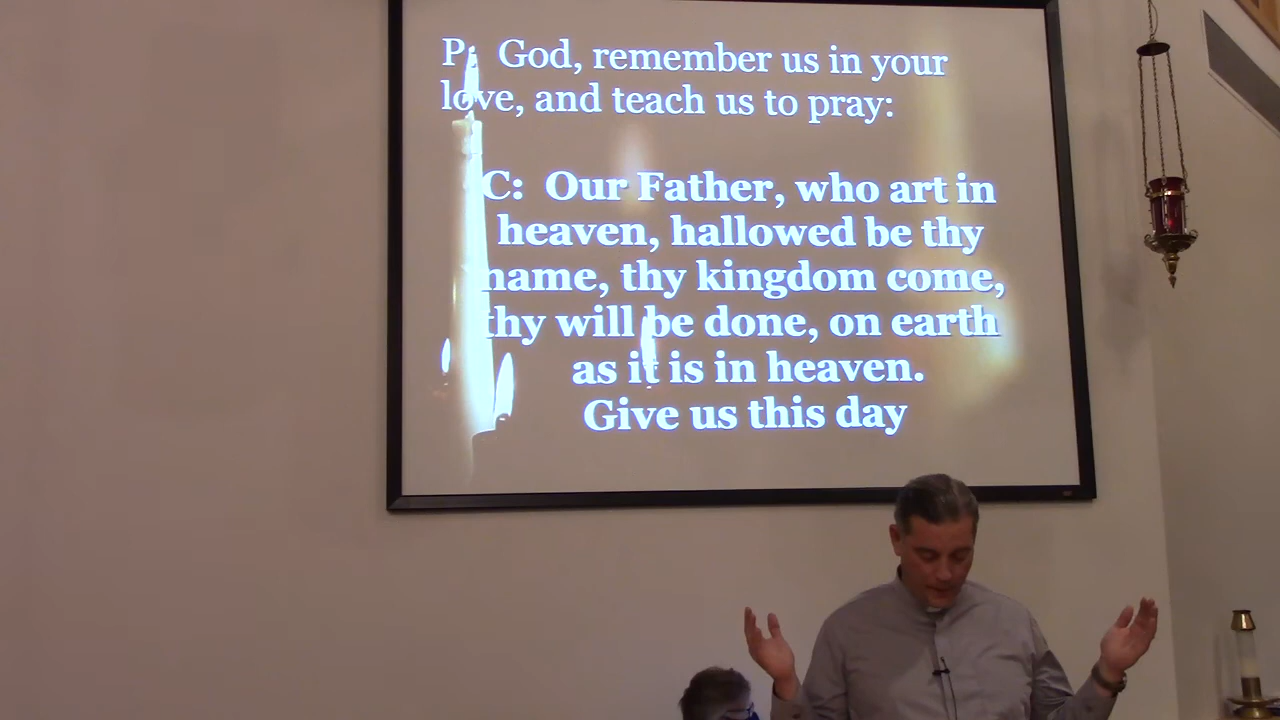 P: God, remember us in your
love, and teach us to pray:
C: Our Father, who art in
heaven, hallowed be thy
name, thy kingdom come,
thy will be done, on earth
as it is in heaven.
Give us this day